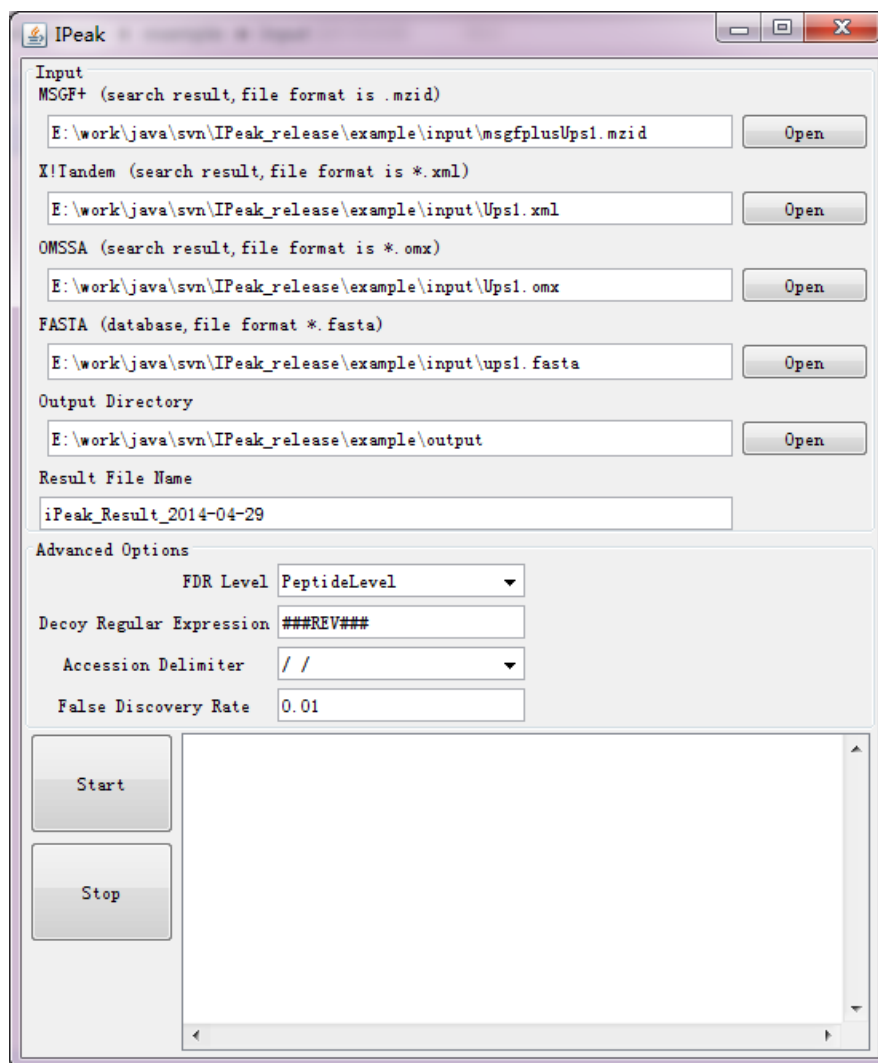 IPeak
Input
MSGF+ (search result, file format is .mzid)
E:\work\java\svn\IPeak_release\example\input\msgfplusUps1.mzid Open
X!Tandem (search result, file format is *.xml)
E:\work\java\svn\IPeak_release\example\input\Ups1.xml Open
OMSSA (search result, file format is *.omx)
E:\work\java\svn\IPeak_release\example\input\Ups1.omx Open
FASTA (database, file format *.fasta)
E:\work\java\svn\IPeak_release\example\input\ups1.fasta Open
Output Directory
E:\work\java\svn\IPeak_release\example\output Open
Result File Name
iPeak_Result_2014-04-29
Advanced Options
FDR Level PeptideLevel
Decoy Regular Expression ###REV###
Accession Delimiter / /
False Discovery Rate 0.01
Start
Stop